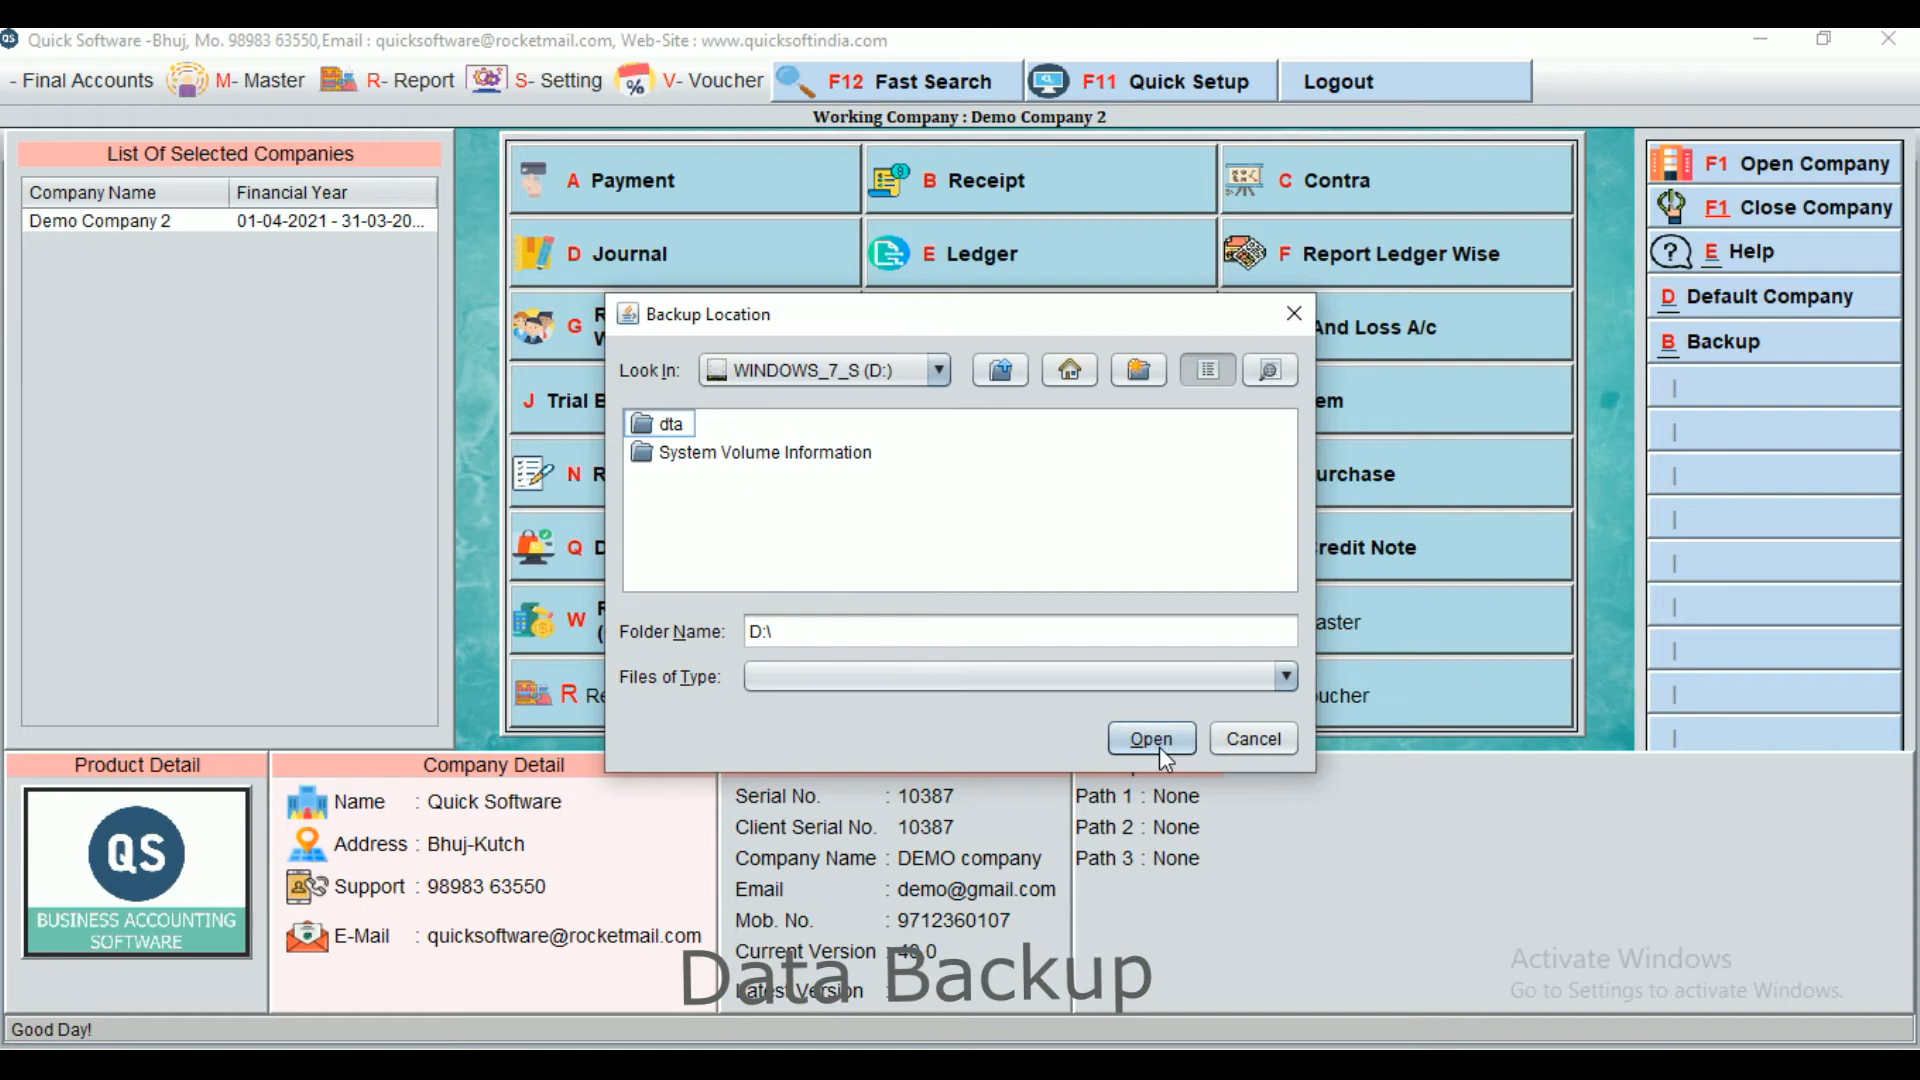 Quick Software -Bhuj, Mo. 98983 63550,Email : quicksoftware@rocketmail.com, Web-Site : www.quicksoftindia.com
- Final Accounts M- Master R- Report S- Setting V- Voucher F12 Fast Search F11 Quick Setup Logout
Working Company : Demo Company 2
List Of Selected Companies
Company Name Financial Year
Demo Company 2 01-04-2021 - 31-03-20...
A Payment B Receipt C Contra
D Journal E Ledger F Report Ledger Wise
G And Loss A/c
J Trial
N
Q redit Note
W
R
F1 Open Company
F1 Close Company
E Help
D Default Company
B Backup
Backup Location
Look In: WINDOWS_7_S (D:)
dta
System Volume Information
Folder Name: D:\
Files of Type:
Open Cancel
Product Detail
QS
BUSINESS ACCOUNTING
SOFTWARE
Company Detail
Name : Quick Software
Address : Bhuj-Kutch
Support : 98983 63550
E-Mail : quicksoftware@rocketmail.com
Serial No. : 10387
Client Serial No. 10387
Company Name : DEMO company
Email : demo@gmail.com
Mob. No. : 9712360107
Current Version : 40.0
Latest Version :
Path 1 : None
Path 2 : None
Path 3 : None
Data Backup
Activate Windows
Go to Settings to activate Windows.
Good Day!